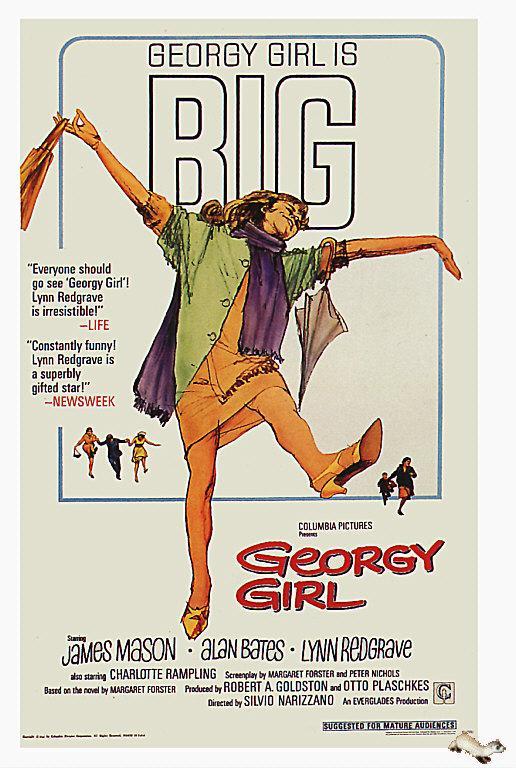 GEORGY GIRL IS
BIG
"Everyone should
go see 'Georgy Girl'!
Lynn Redgrave
is irresistible!"
—LIFE
"Constantly funny!
Lynn Redgrave is
a superbly
gifted star!"
—NEWSWEEK
COLUMBIA PICTURES
Presents
GEORGY
GIRL
Starring
JAMES MASON · ALAN BATES · LYNN REDGRAVE
also starring CHARLOTTE RAMPLING Screenplay by MARGARET FORSTER and PETER NICHOLS
Based on the novel by MARGARET FORSTER Produced by ROBERT A. GOLDSTON and OTTO PLASCHKES
Directed by SILVIO NARIZZANO An EVERGLADES Production
SUGGESTED FOR MATURE AUDIENCES